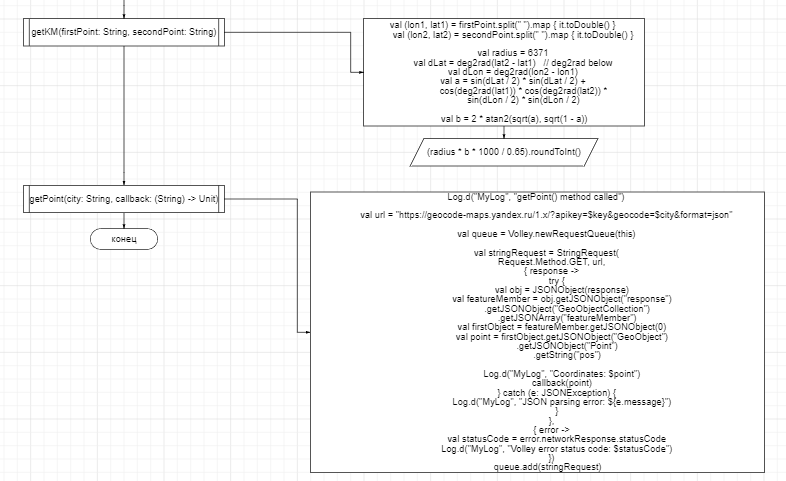 getKM(firstPoint: String, secondPoint: String)
val (lon1, lat1) = firstPoint.split(" ").map { it.toDouble() }
val (lon2, lat2) = secondPoint.split(" ").map { it.toDouble() }
val radius = 6371
val dLat = deg2rad(lat2 - lat1)   // deg2rad below
val dLon = deg2rad(lon2 - lon1)
val a = sin(dLat / 2) * sin(dLat / 2) +
cos(deg2rad(lat1)) * cos(deg2rad(lat2)) *
sin(dLon / 2) * sin(dLon / 2)
val b = 2 * atan2(sqrt(a), sqrt(1 - a))
(radius * b * 1000 / 0.65).roundToInt()
getPoint(city: String, callback: (String) -> Unit)
конец
Log.d("MyLog", "getPoint() method called")
val url = "https://geocode-maps.yandex.ru/1.x/?apikey=$key&geocode=$city&format=json"
val queue = Volley.newRequestQueue(this)
val stringRequest = StringRequest(
Request.Method.GET, url,
{ response ->
try {
val obj = JSONObject(response)
val featureMember = obj.getJSONObject("response")
.getJSONObject("GeoObjectCollection")
.getJSONArray("featureMember")
val firstObject = featureMember.getJSONObject(0)
val point = firstObject.getJSONObject("GeoObject")
.getJSONObject("Point")
.getString("pos")
Log.d("MyLog", "Coordinates: $point")
callback(point)
} catch (e: JSONException) {
Log.d("MyLog", "JSON parsing error: ${e.message}")
}
},
{ error ->
val statusCode = error.networkResponse.statusCode
Log.d("MyLog", "Volley error status code: $statusCode")
})
queue.add(stringRequest)